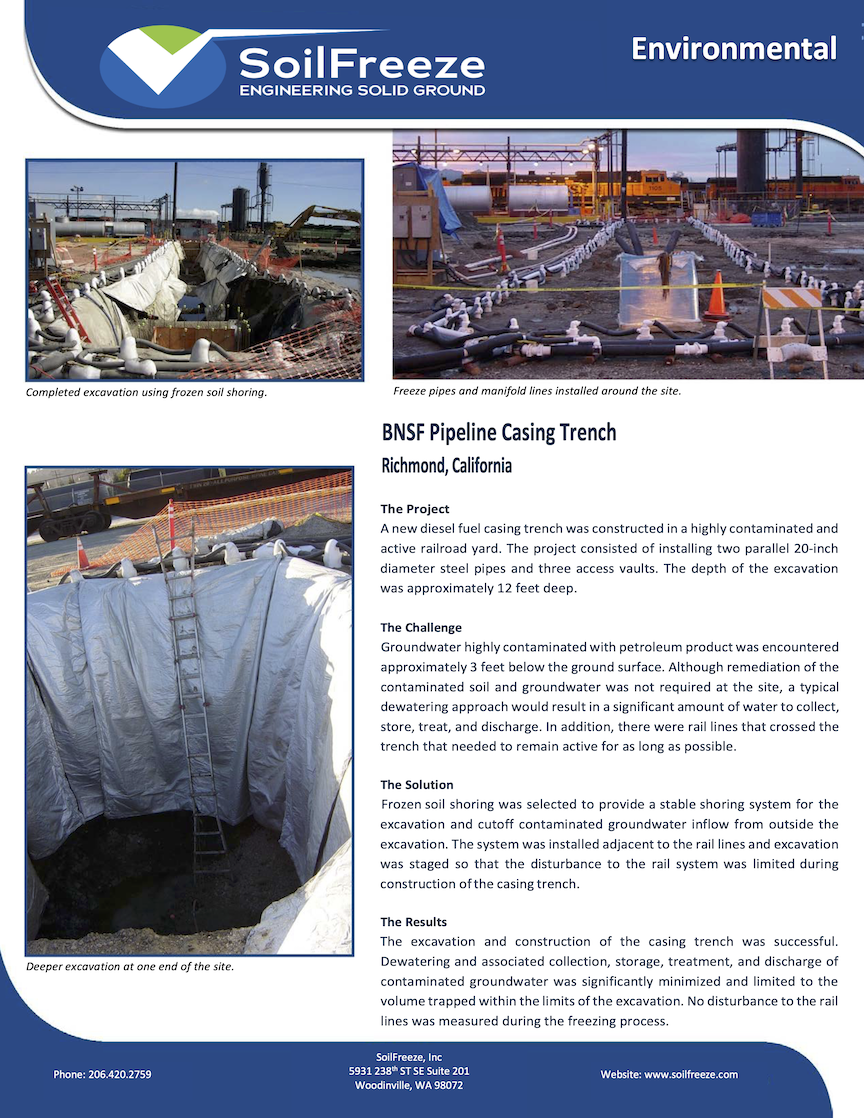 SoilFreeze
ENGINEERING SOLID GROUND
Environmental
Completed excavation using frozen soil shoring.
Freeze pipes and manifold lines installed around the site.
BNSF Pipeline Casing Trench
Richmond, California
The Project
A new diesel fuel casing trench was constructed in a highly contaminated and
active railroad yard. The project consisted of installing two parallel 20-inch
diameter steel pipes and three access vaults. The depth of the excavation
was approximately 12 feet deep.
The Challenge
Groundwater highly contaminated with petroleum product was encountered
approximately 3 feet below the ground surface. Although remediation of the
contaminated soil and groundwater was not required at the site, a typical
dewatering approach would result in a significant amount of water to collect,
store, treat, and discharge. In addition, there were rail lines that crossed the
trench that needed to remain active for as long as possible.
The Solution
Frozen soil shoring was selected to provide a stable shoring system for the
excavation and cutoff contaminated groundwater inflow from outside the
excavation. The system was installed adjacent to the rail lines and excavation
was staged so that the disturbance to the rail system was limited during
construction of the casing trench.
The Results
The excavation and construction of the casing trench was successful.
Dewatering and associated collection, storage, treatment, and discharge of
contaminated groundwater was significantly minimized and limited to the
volume trapped within the limits of the excavation. No disturbance to the rail
lines was measured during the freezing process.
Deeper excavation at one end of the site.
Phone: 206.420.2759
SoilFreeze, Inc
5931 238th ST SE Suite 201
Woodinville, WA 98072
Website: www.soilfreeze.com